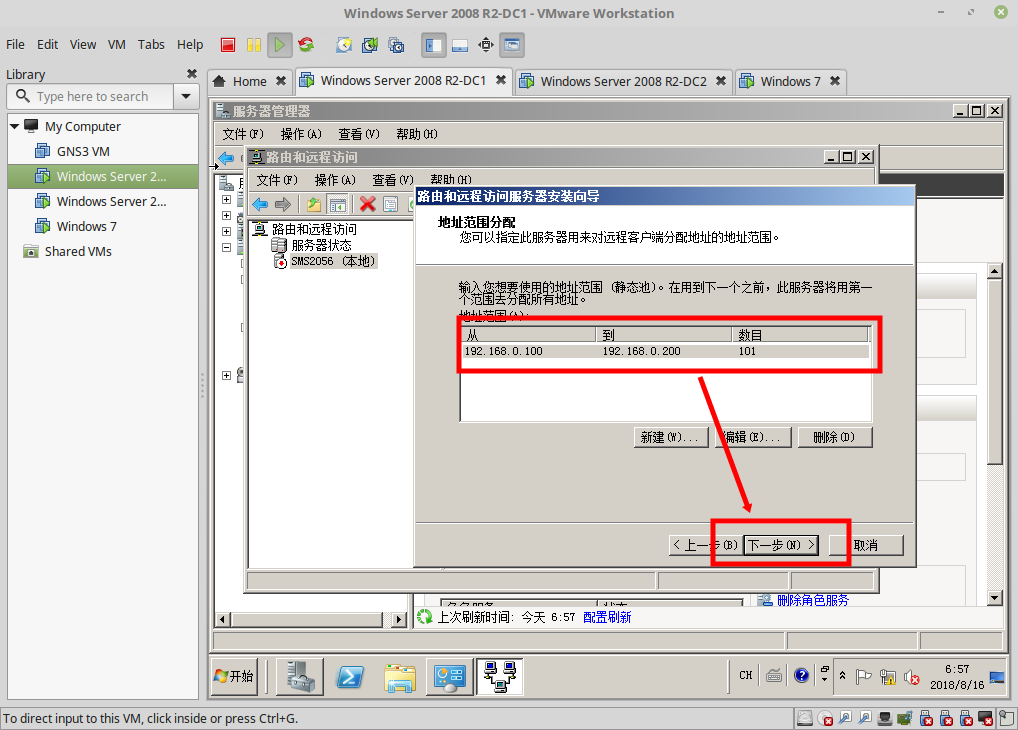 Windows Server 2008 R2-DC1 - VMware Workstation
File Edit View VM Tabs Help
Library
Type here to search
My Computer
GNS3 VM
Windows Server 2...
Windows Server 2...
Windows 7
Shared VMs
Home
Windows Server 2008 R2-DC1
Windows Server 2008 R2-DC2
Windows 7
服务器管理器
文件(F) 操作(A) 查看(V) 帮助(H)
路由和远程访问
文件(F) 操作(A) 查看(V) 帮助(H)
路由和远程访问
服务器状态
SMS2056 (本地)
路由和远程访问服务器安装向导
地址范围分配
您可以指定此服务器用来对远程客户端分配地址的地址范围。
输入您想要使用的地址范围 (静态池)。在用到下一个之前，此服务器将用第一
个范围去分配所有地址。
地址范围(A):
从 到 数目
192.168.0.100 192.168.0.200 101
新建(W)... 编辑(E)... 删除(D)
< 上一步(B) 下一步(N) > 取消
角色服务 状态
删除角色服务
上次刷新时间: 今天 6:57 配置刷新
开始
CH
6:57
2018/8/16
To direct input to this VM, click inside or press Ctrl+G.